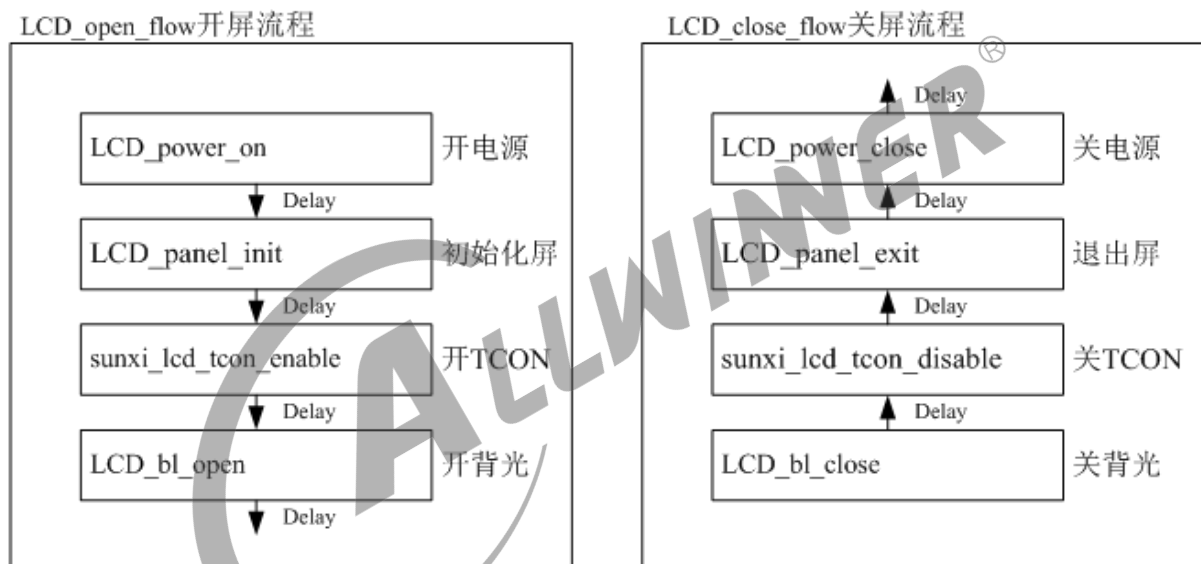 LCD_open_flow开屏流程
LCD_power_on 开电源
Delay
LCD_panel_init 初始化屏
Delay
sunxi_lcd_tcon_enable 开TCON
Delay
LCD_bl_open 开背光
Delay
LCD_close_flow关屏流程
Delay
LCD_power_close 关电源
Delay
LCD_panel_exit 退出屏
Delay
sunxi_lcd_tcon_disable 关TCON
Delay
LCD_bl_close 关背光
ALLWINNER®